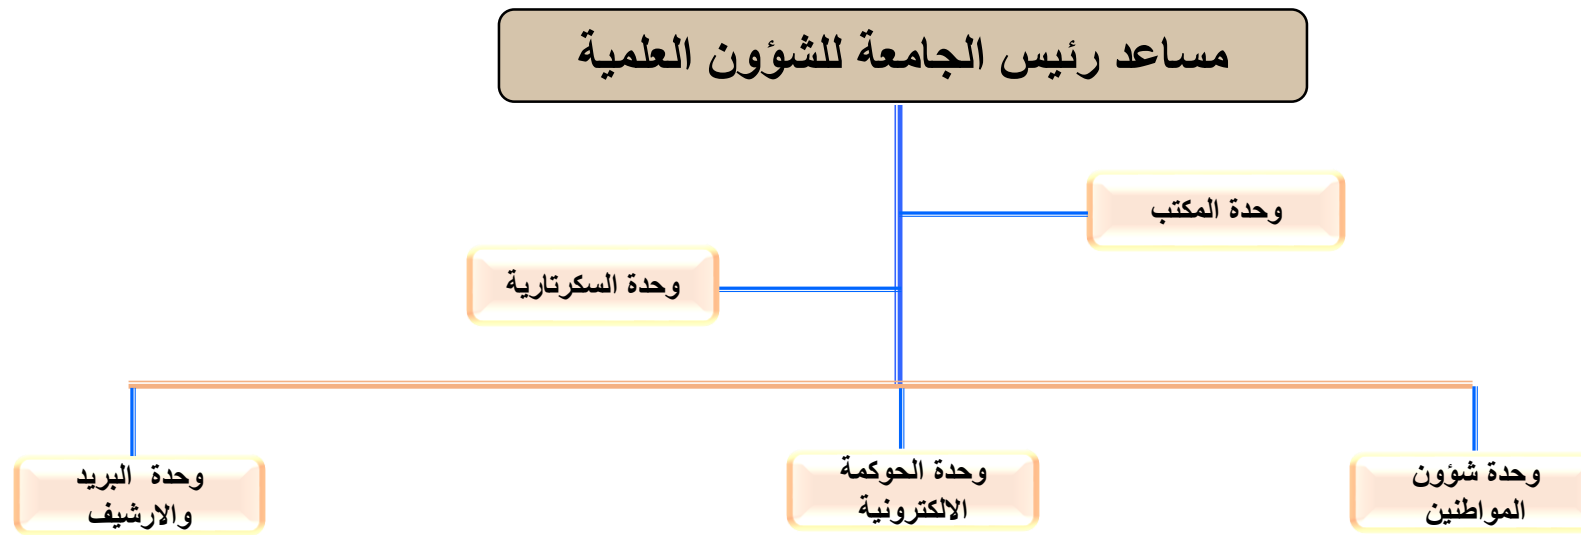 مساعد رئيس الجامعة للشؤون العلمية
وحدة المكتب
وحدة السكرتارية
وحدة شؤون
المواطنين
وحدة الحوكمة
الالكترونية
وحدة البريد
والارشيف